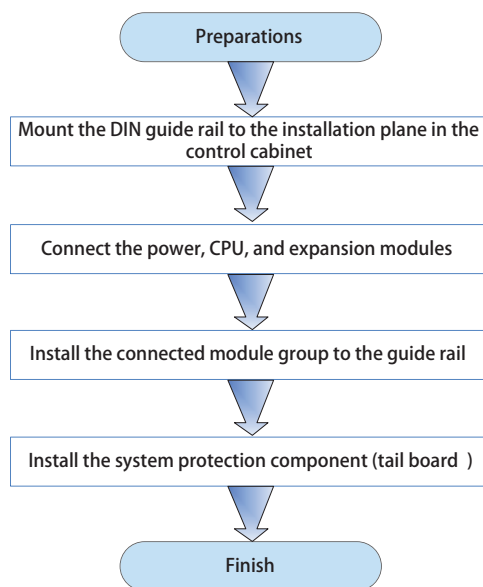 Preparations
Mount the DIN guide rail to the installation plane in the
control cabinet
Connect the power, CPU, and expansion modules
Install the connected module group to the guide rail
Install the system protection component (tail board )
Finish